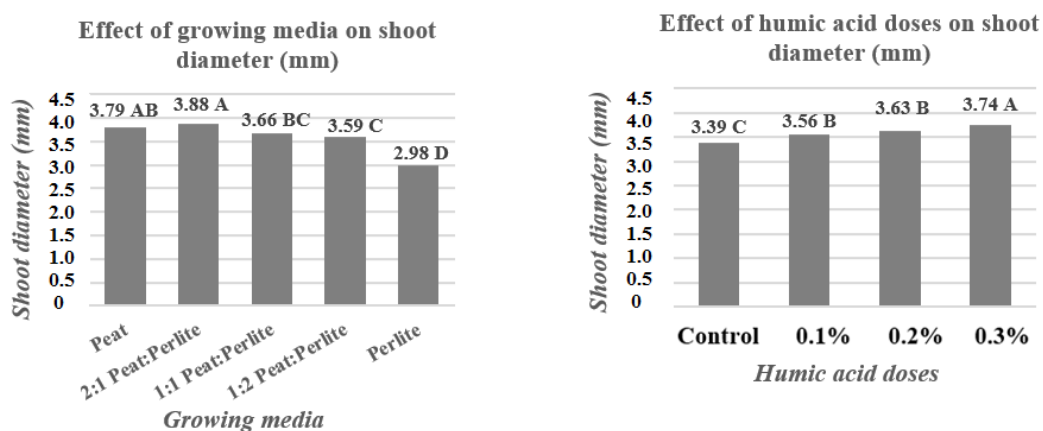 Effect of growing media on shoot
diameter (mm)
Shoot diameter (mm)
4.5
4.0
3.5
3.0
2.5
2.0
1.5
1.0
0.5
0
3.79 AB
3.88 A
3.66 BC
3.59 C
2.98 D
Peat
2:1 Peat:Perlite
1:1 Peat:Perlite
1:2 Peat:Perlite
Perlite
Growing media
Effect of humic acid doses on shoot
diameter (mm)
Shoot diameter (mm)
4.5
4.0
3.5
3.0
2.5
2.0
1.5
1.0
0.5
0
3.39 C
3.56 B
3.63 B
3.74 A
Control
0.1%
0.2%
0.3%
Humic acid doses